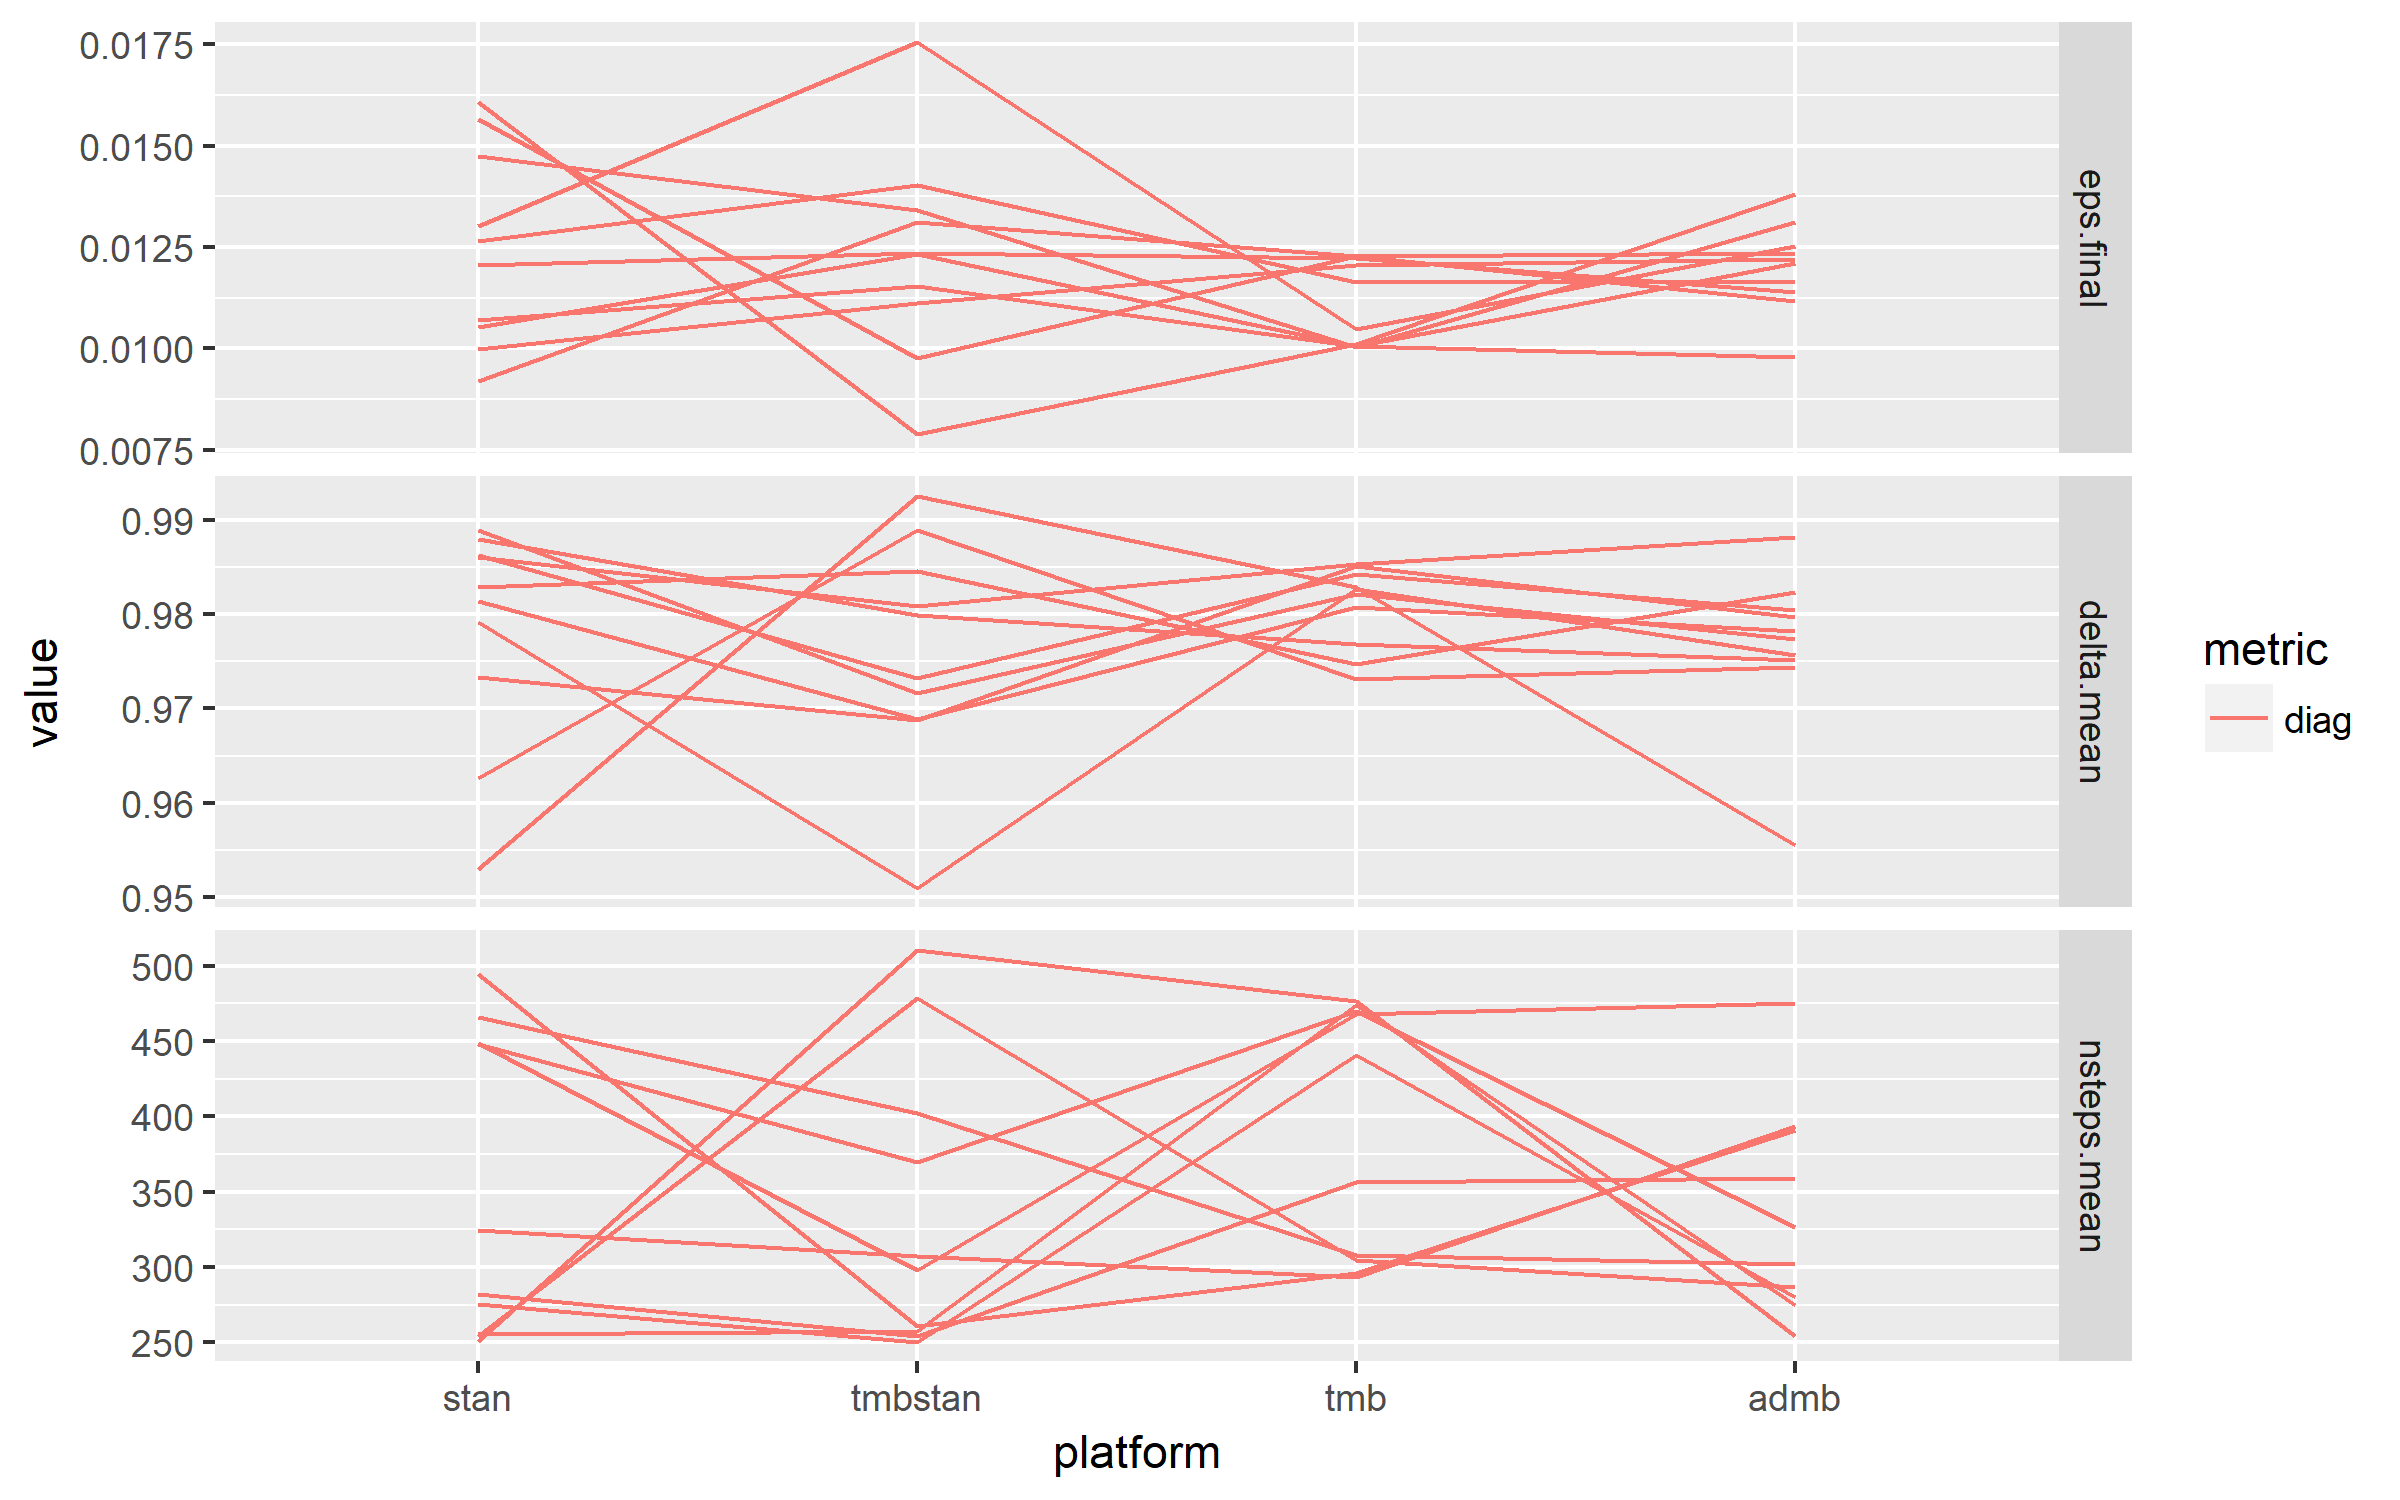 0.0175
0.0150
0.0125
0.0100
0.0075
eps.final
0.99
0.98
0.97
0.96
0.95
delta.mean
500
450
400
350
300
250
nsteps.mean
value
stan tmbstan tmb admb
platform
metric
diag